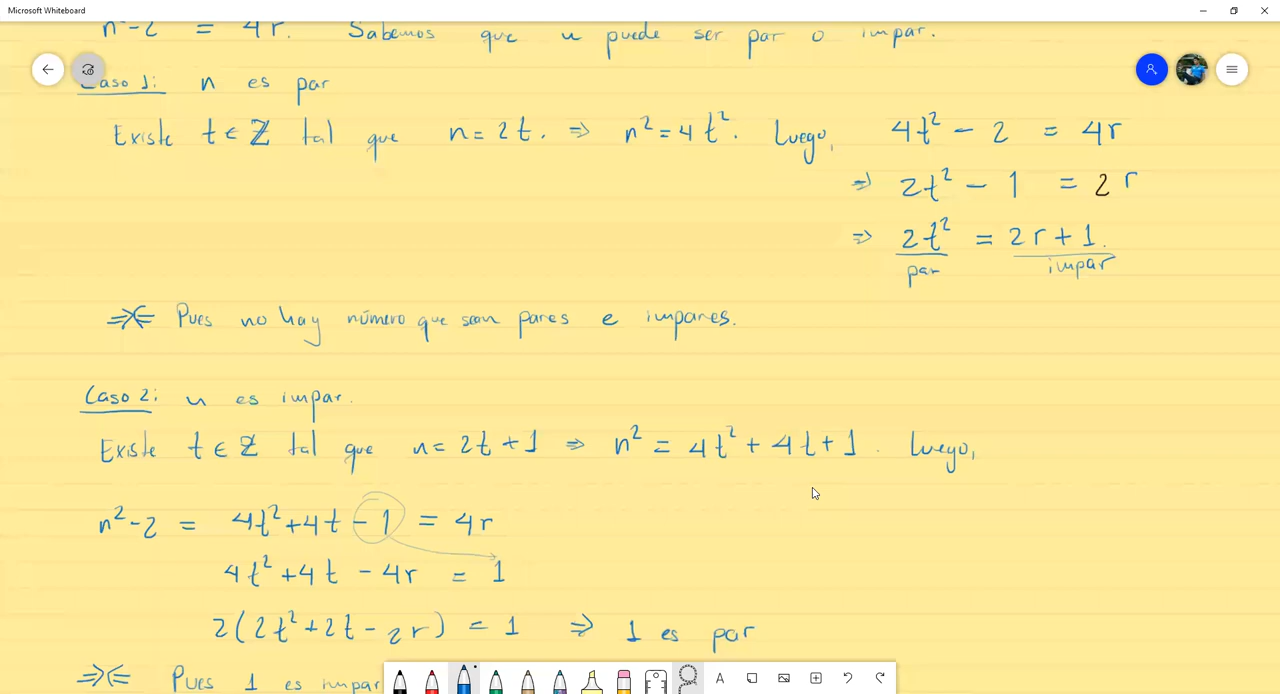 Microsoft Whiteboard
n²-2 = 4r. Sabemos que n puede ser par o impar.
Caso 1: n es par
Existe t ∈ ℤ tal que n = 2t. ⇒ n² = 4t². Luego, 4t² - 2 = 4r
⇒ 2t² - 1 = 2r
⇒ 2t² = 2r + 1.
par impar
⇒⇐ Pues no hay número que sean pares e impares.
Caso 2: n es impar.
Existe t ∈ ℤ tal que n = 2t + 1 ⇒ n² = 4t² + 4t + 1. Luego,
n²-2 = 4t²+4t - 1 = 4r
4t²+4t - 4r = 1
2(2t²+2t - 2r) = 1 ⇒ 1 es par
⇒⇐ Pues 1 es impar